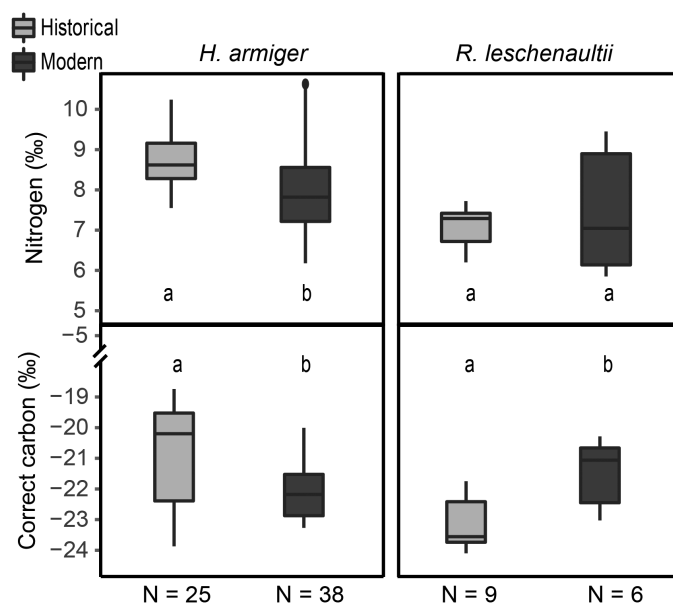 Historical
Modern
H. armiger
R. leschenaultii
Nitrogen (‰)
10
9
8
7
6
5
a
b
a
a
Correct carbon (‰)
−5
−19
−20
−21
−22
−23
−24
a
b
a
b
N = 25
N = 38
N = 9
N = 6